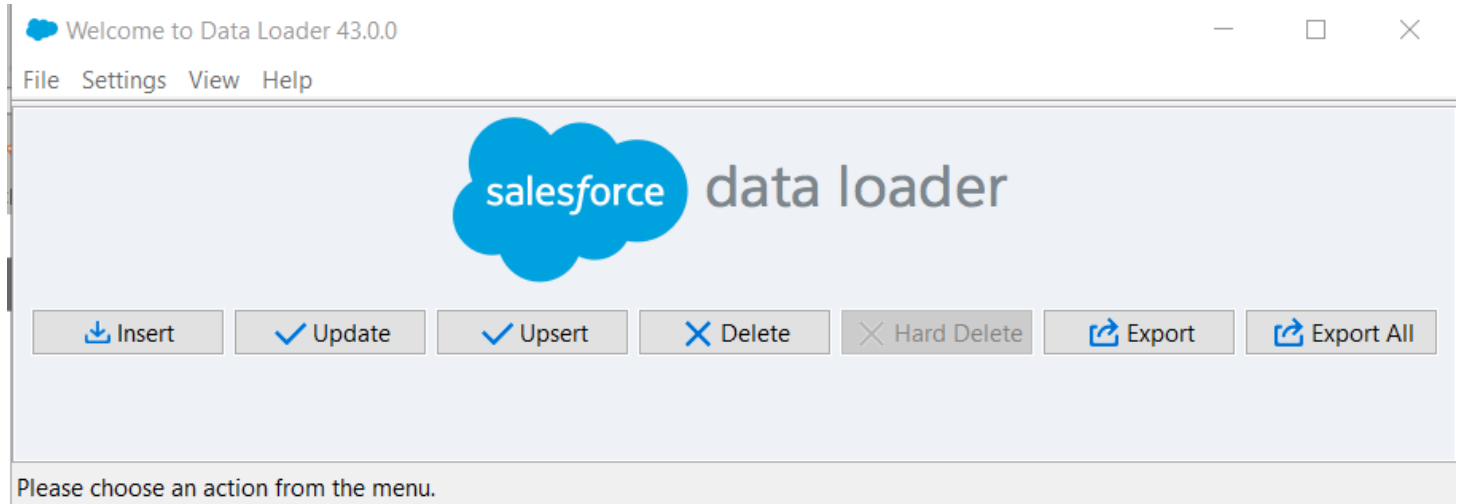 Welcome to Data Loader 43.0.0
File Settings View Help
salesforce data loader
Insert Update Upsert Delete Hard Delete Export Export All
Please choose an action from the menu.